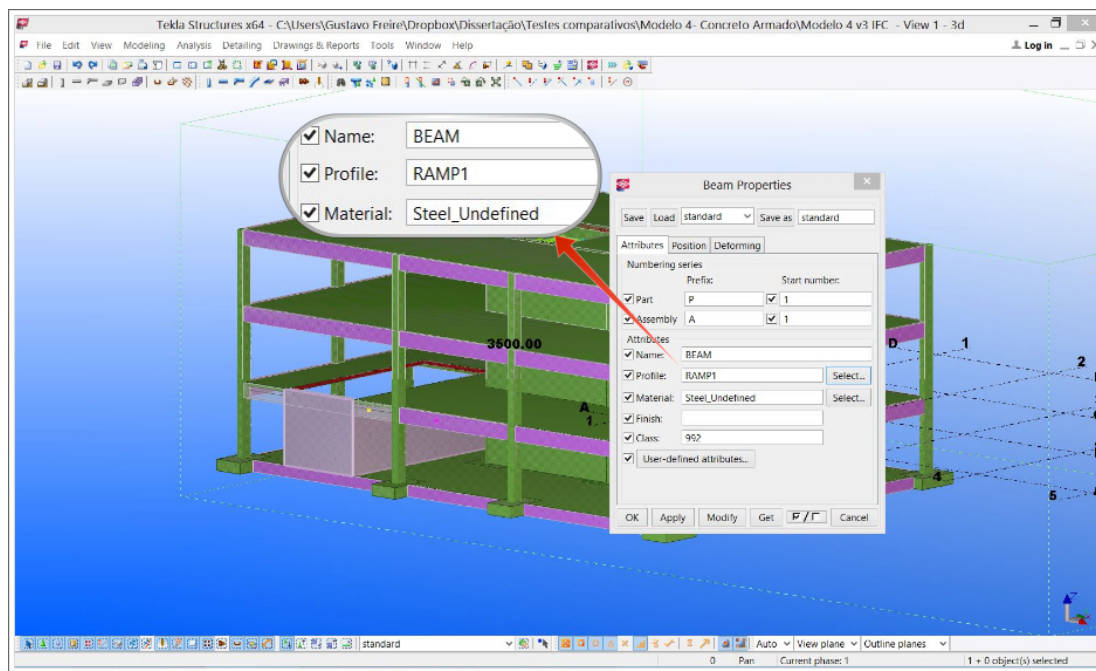 Tekla Structures x64 - C:\Users\Gustavo Freire\Dropbox\Dissertação\Testes comparativos\Modelo 4- Concreto Armado\Modelo 4 v3 IFC - View 1 - 3d
File Edit View Modeling Analysis Detailing Drawings & Reports Tools Window Help Log in
Name: BEAM
Profile: RAMP1
Material: Steel_Undefined
Beam Properties
Save Load standard Save as standard
Attributes Position Deforming
Numbering series
Prefix: Start number:
Part P 1
Assembly A 1
Attributes
Name: BEAM
Profile: RAMP1 Select...
Material: Steel_Undefined Select...
Finish:
Class: 992
User-defined attributes...
OK Apply Modify Get Cancel
3500.00
A
1
D
1
2
4
5
standard Auto View plane Outline planes
0 Pan Current phase: 1 1 + 0 object(s) selected